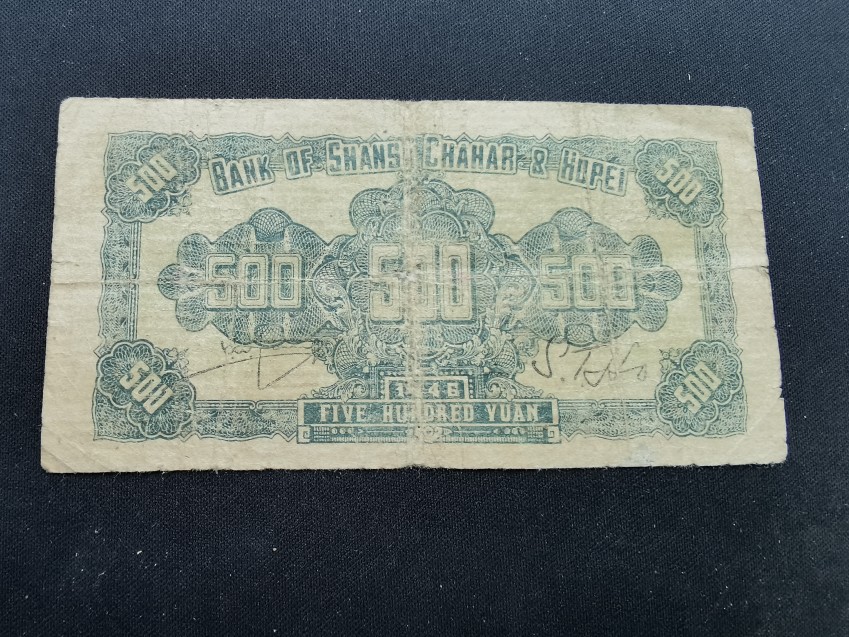 BANK OF SHANSI CHAHAR & HOPEI
500 500
500 500 500
500 500
1946
FIVE HUNDRED YUAN